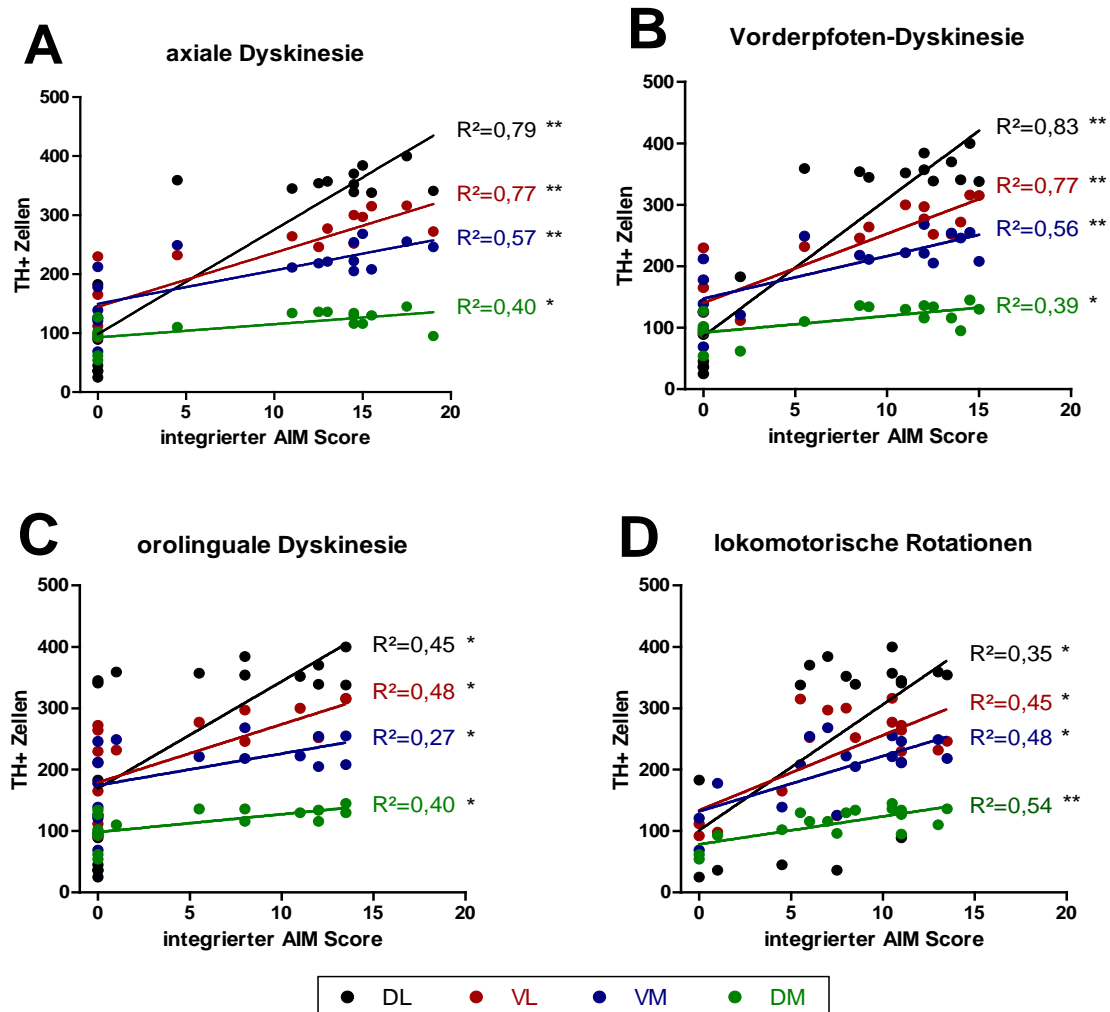 A
axiale Dyskinesie
TH+ Zellen
500
400
300
200
100
0
R²=0,79 **
R²=0,77 **
R²=0,57 **
R²=0,40 *
0 5 10 15 20
integrierter AIM Score
B
Vorderpfoten-Dyskinesie
TH+ Zellen
500
400
300
200
100
0
R²=0,83 **
R²=0,77 **
R²=0,56 **
R²=0,39 *
0 5 10 15 20
integrierter AIM Score
C
orolinguale Dyskinesie
TH+ Zellen
500
400
300
200
100
0
R²=0,45 *
R²=0,48 *
R²=0,27 *
R²=0,40 *
0 5 10 15 20
integrierter AIM Score
D
lokomotorische Rotationen
TH+ Zellen
500
400
300
200
100
0
R²=0,35 *
R²=0,45 *
R²=0,48 *
R²=0,54 **
0 5 10 15 20
integrierter AIM Score
DL VL VM DM